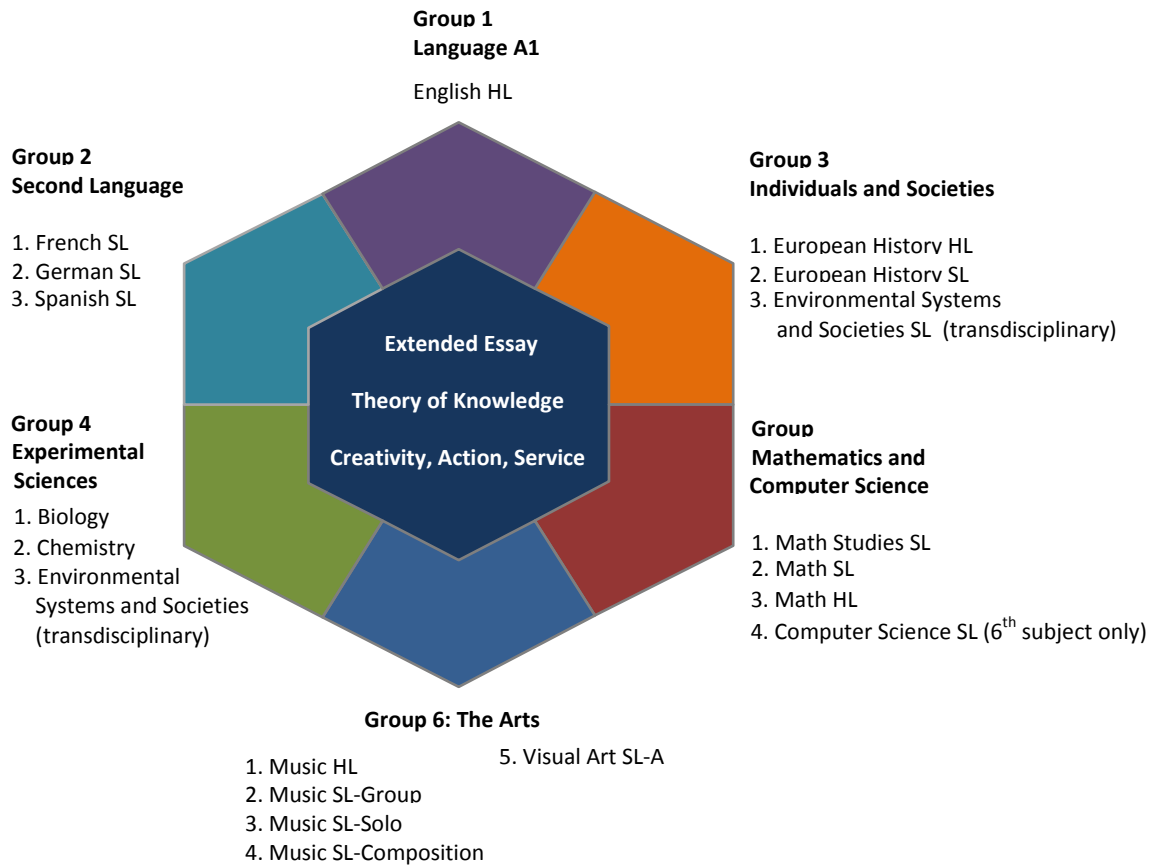 Group 1
Language A1
English HL
Group 2
Second Language
1. French SL
2. German SL
3. Spanish SL
Group 3
Individuals and Societies
1. European History HL
2. European History SL
3. Environmental Systems
and Societies SL (transdisciplinary)
Extended Essay
Theory of Knowledge
Creativity, Action, Service
Group 4
Experimental
Sciences
1. Biology
2. Chemistry
3. Environmental
Systems and Societies
(transdisciplinary)
Group
Mathematics and
Computer Science
1. Math Studies SL
2. Math SL
3. Math HL
4. Computer Science SL (6th subject only)
Group 6: The Arts
1. Music HL
2. Music SL-Group
3. Music SL-Solo
4. Music SL-Composition
5. Visual Art SL-A